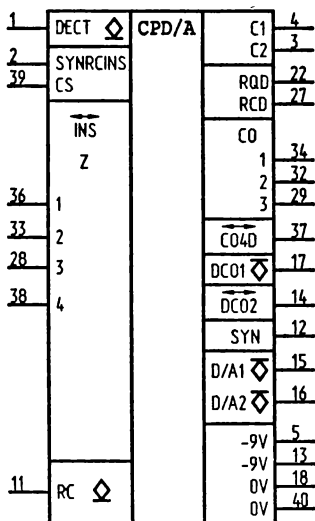 1 DECT CPD/A C1 4
C2 3
2 SYNRCINS
39 CS
RQD 22
RCD 27
INS
Z
CO
1 34
2 32
3 29
36 1
33 2
28 3
38 4
CO4D 37
DCO1 17
DCO2 14
SYN 12
D/A1 15
D/A2 16
-9V 5
-9V 13
0V 18
0V 40
11 RC